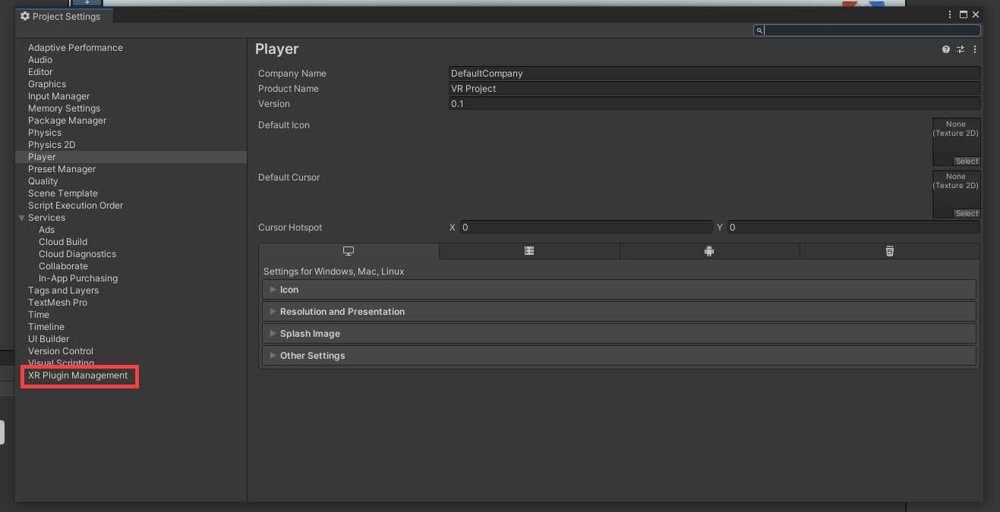 Project Settings
Adaptive Performance
Audio
Editor
Graphics
Input Manager
Memory Settings
Package Manager
Physics
Physics 2D
Player
Preset Manager
Quality
Scene Template
Script Execution Order
Services
Ads
Cloud Build
Cloud Diagnostics
Collaborate
In-App Purchasing
Tags and Layers
TextMesh Pro
Time
Timeline
UI Builder
Version Control
Visual Scripting
XR Plugin Management
Player
Company Name DefaultCompany
Product Name VR Project
Version 0.1
Default Icon
None
(Texture 2D)
Select
Default Cursor
None
(Texture 2D)
Select
Cursor Hotspot X 0 Y 0
Settings for Windows, Mac, Linux
Icon
Resolution and Presentation
Splash Image
Other Settings